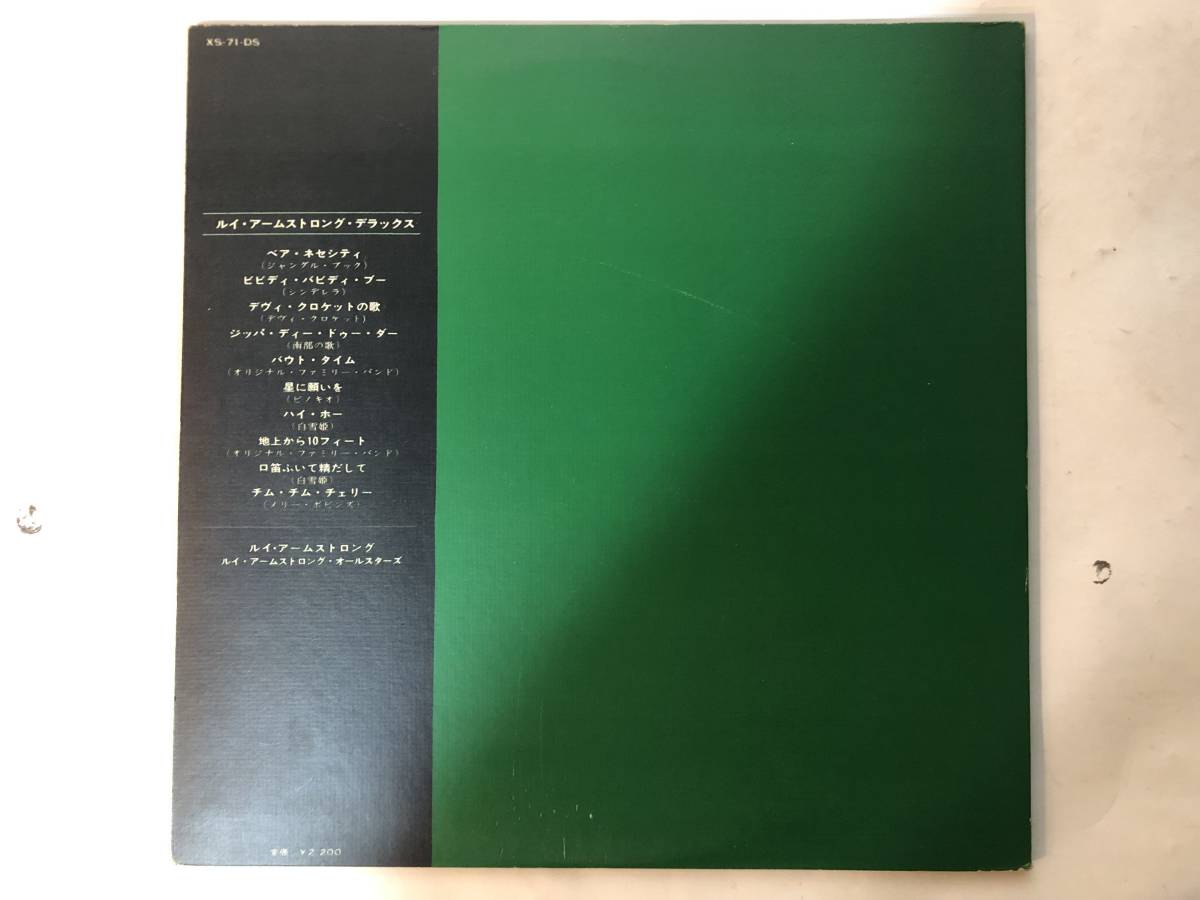 XS-71-DS
ルイ・アームストロング・デラックス
ベア・ネセシティ
(ジャングル・ブック)
ビビディ・バビディ・ブー
(シンデレラ)
デヴィ・クロケットの歌
(デヴィ・クロケット)
ジッパ・ディー・ドゥー・ダー
(南部の歌)
バウト・タイム
(オリジナル・ファミリー・バンド)
星に願いを
(ピノキオ)
ハイ・ホー
(白雪姫)
地上から10フィート
(オリジナル・ファミリー・バンド)
口笛ふいて精だして
(白雪姫)
チム・チム・チェリー
(メリー・ポピンズ)
ルイ・アームストロング
ルイ・アームストロング・オールスターズ
定価 ¥2,200